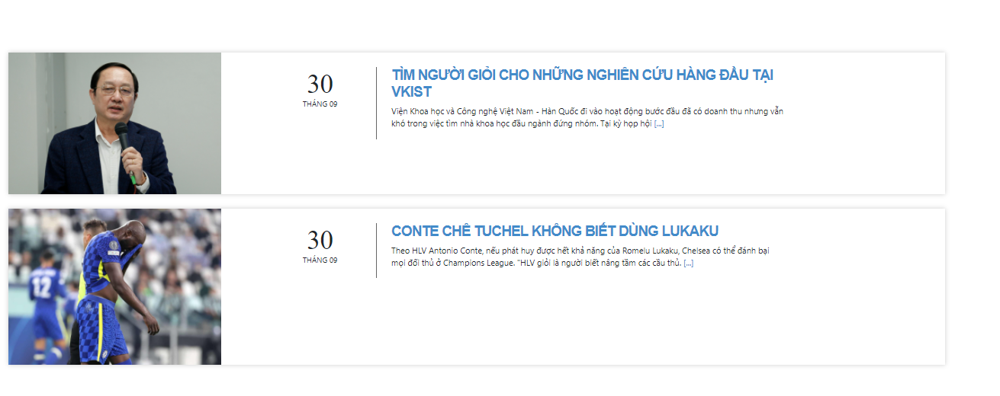 30
THÁNG 09
TÌM NGƯỜI GIỎI CHO NHỮNG NGHIÊN CỨU HÀNG ĐẦU TẠI
VKIST
Viện Khoa học và Công nghệ Việt Nam - Hàn Quốc đi vào hoạt động bước đầu đã có doanh thu nhưng vẫn
khó trong việc tìm nhà khoa học đầu ngành đứng nhóm. Tại kỳ họp hội [...]
12
30
THÁNG 09
CONTE CHÊ TUCHEL KHÔNG BIẾT DÙNG LUKAKU
Theo HLV Antonio Conte, nếu phát huy được hết khả năng của Romelu Lukaku, Chelsea có thể đánh bại
mọi đối thủ ở Champions League. "HLV giỏi là người biết nâng tầm các cầu thủ. [...]